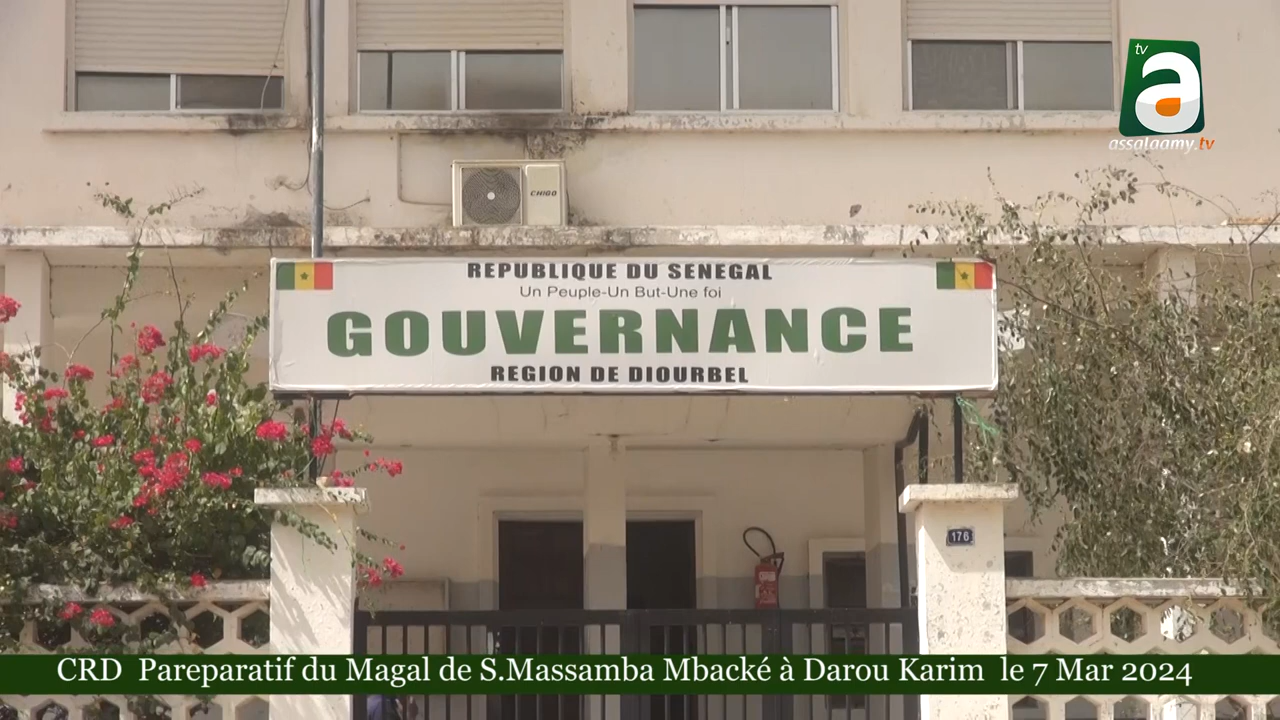 tv
a
assalaamy.tv
CHIGO
REPUBLIQUE DU SENEGAL
Un Peuple-Un But-Une foi
GOUVERNANCE
REGION DE DIOURBEL
176
CRD Pareparatif du Magal de S.Massamba Mbacké à Darou Karim le 7 Mar 2024